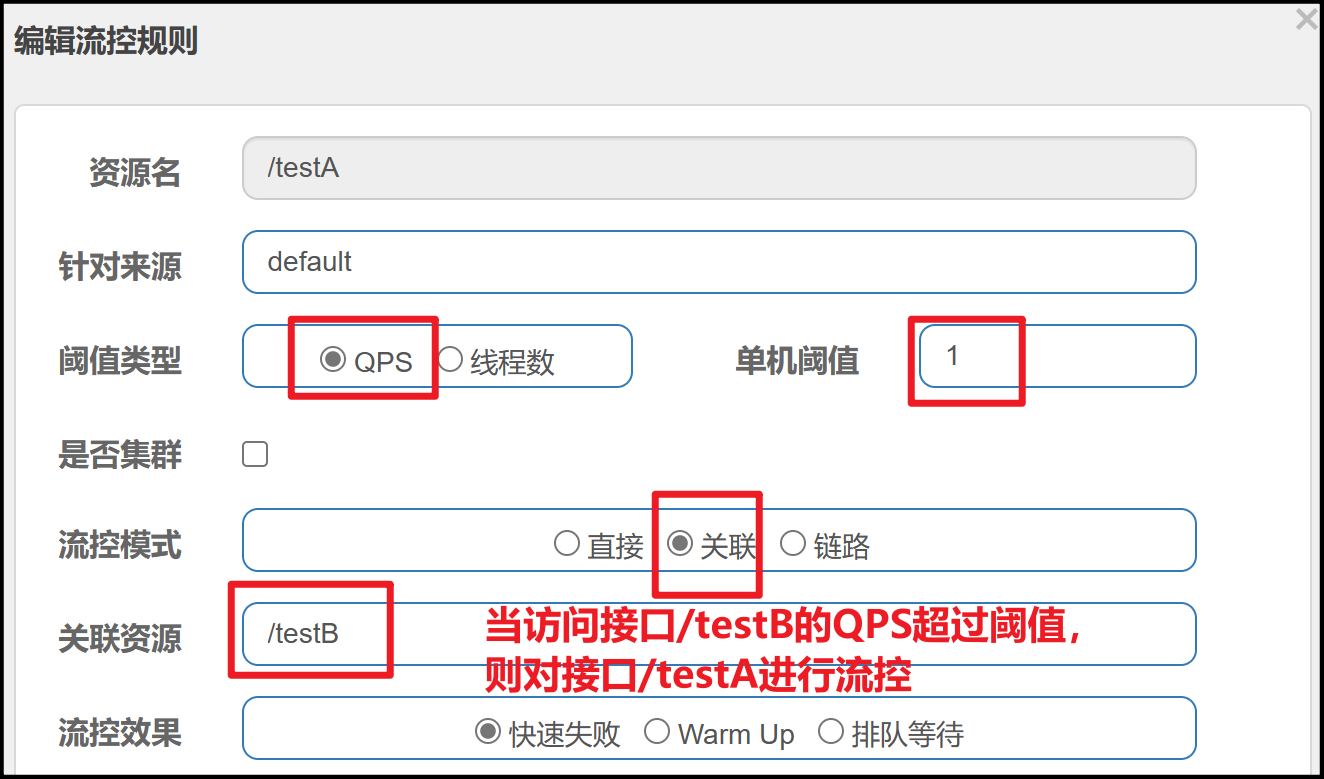 编辑流控规则
资源名 /testA
针对来源 default
阈值类型 QPS 线程数 单机阈值 1
是否集群
流控模式 直接 关联 链路
关联资源 /testB
当访问接口/testB的QPS超过阈值，
则对接口/testA进行流控
流控效果 快速失败 Warm Up 排队等待